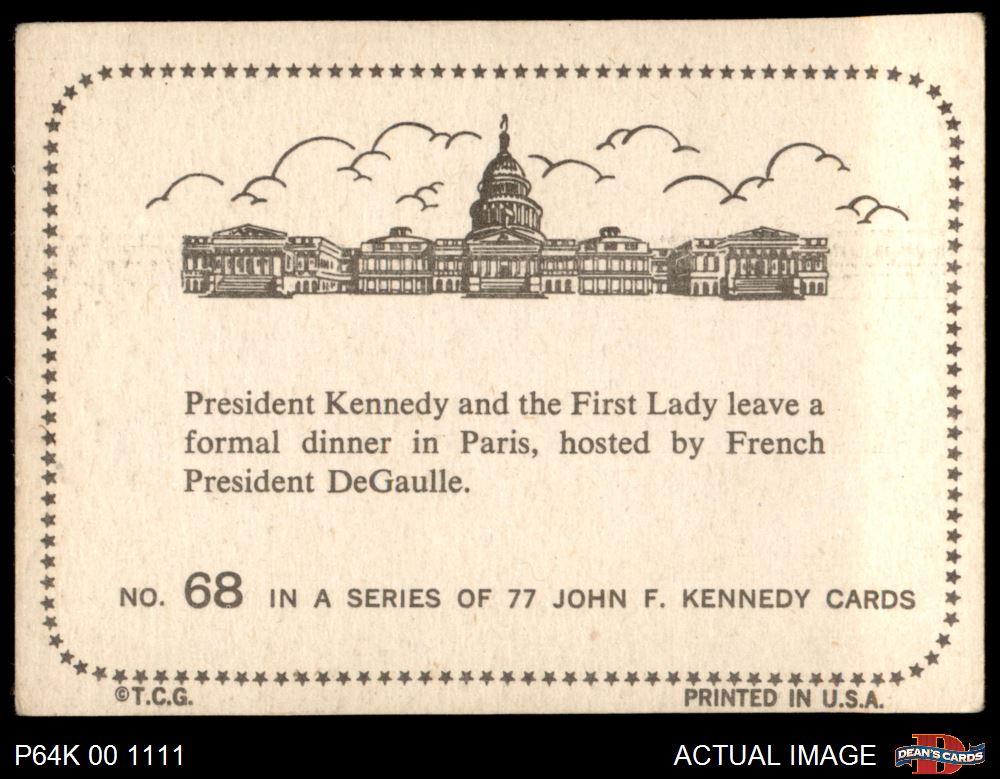 President Kennedy and the First Lady leave a
formal dinner in Paris, hosted by French
President DeGaulle.
NO. 68 IN A SERIES OF 77 JOHN F. KENNEDY CARDS
©T.C.G. PRINTED IN U.S.A.
P64K 00 1111 ACTUAL IMAGE DEAN'S CARDS